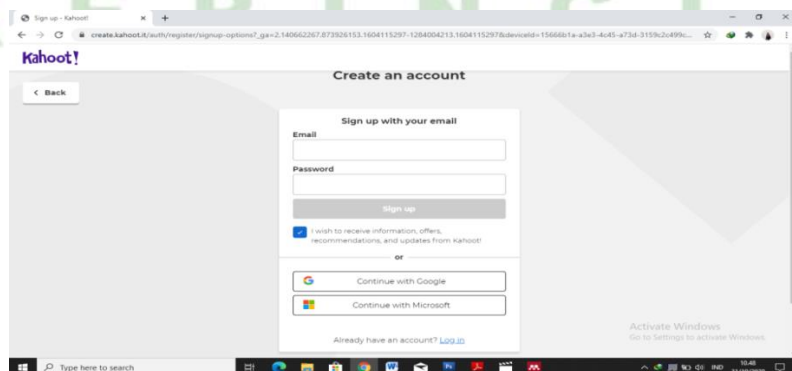 Sign up - Kahoot!
create.kahoot.it/auth/register/signup-options?_ga=2.140662267.873926153.1604115297-1284004213.1604115297&deviceId=15666b1a-a3e3-4c45-a73d-3159c2c499c...
Kahoot!
Create an account
Back
Sign up with your email
Email
Password
Sign up
I wish to receive information, offers,
recommendations, and updates from Kahoot!
or
Continue with Google
Continue with Microsoft
Already have an account? Log in
Activate Windows
Go to Settings to activate Windows.
Type here to search
IND
10.48